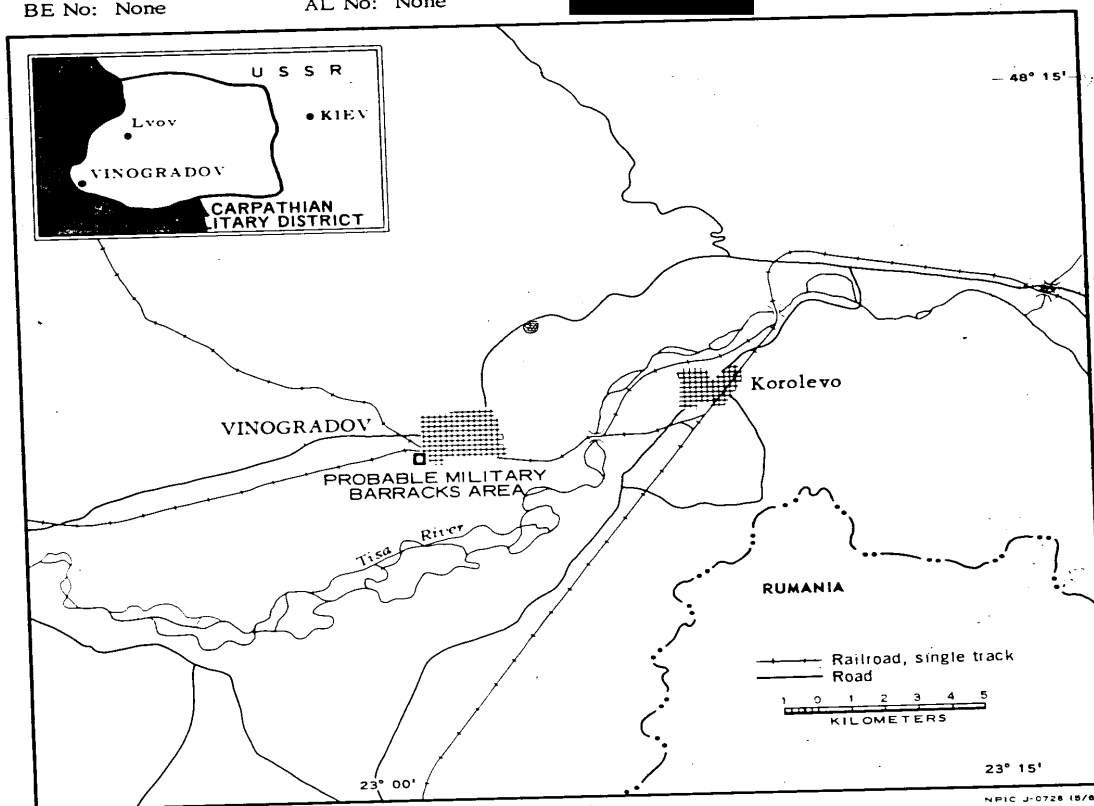 BE No: None AL No: None
U S S R
48° 15'
Lvov
KIEV
VINOGRADOV
CARPATHIAN
ITARY DISTRICT
Korolevo
VINOGRADOV
PROBABLE MILITARY
BARRACKS AREA
Tisa River
RUMANIA
Railroad, single track
Road
1 0 1 2 3 4 5
KILOMETERS
23° 00'
23° 15'
NPIC J-0728